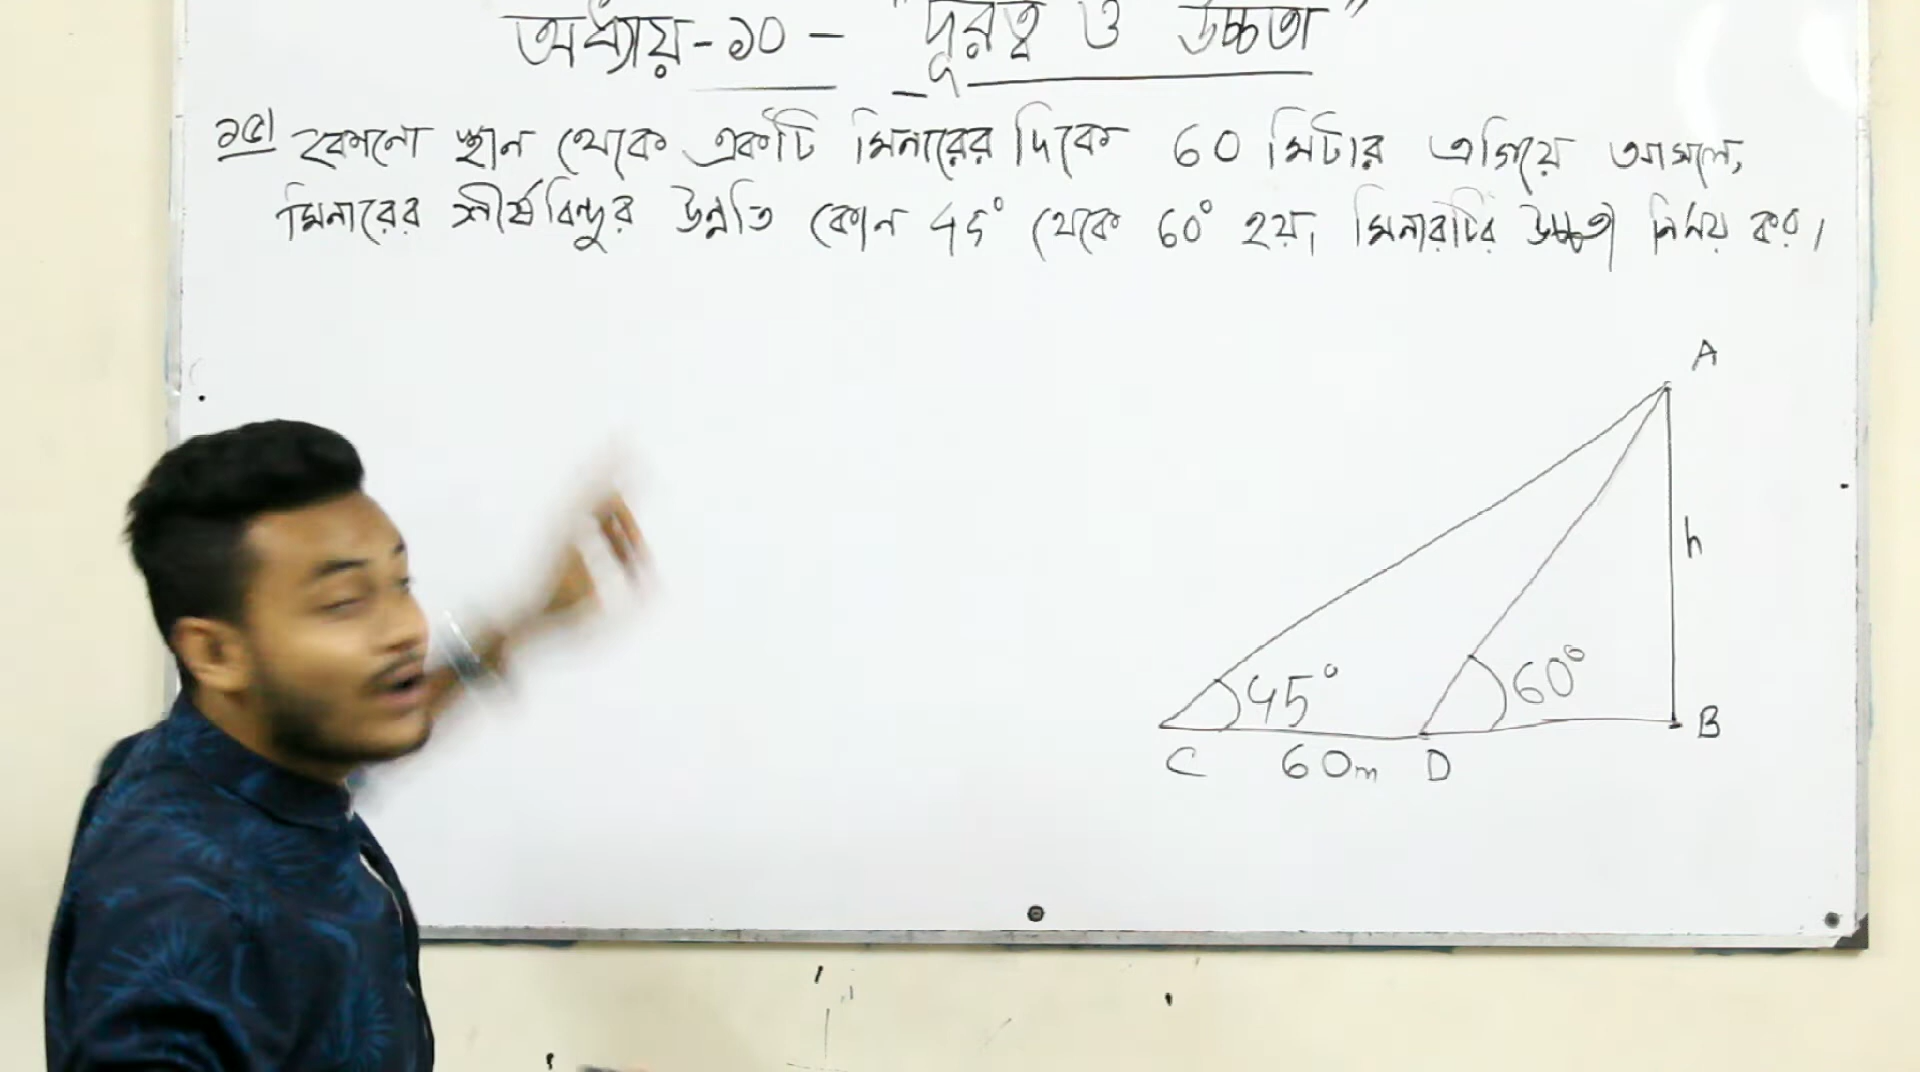 অধ্যায়-১০ - "দূরত্ব ও উচ্চতা"
১৫। কোনো স্থান থেকে একটি মিনারের দিকে 60 মিটার এগিয়ে আসলে,
মিনারের শীর্ষবিন্দুর উন্নতি কোন 45° থেকে 60° হয়। মিনারটির উচ্চতা নির্ণয় কর।
A
h
45° 60°
B
C 60m D